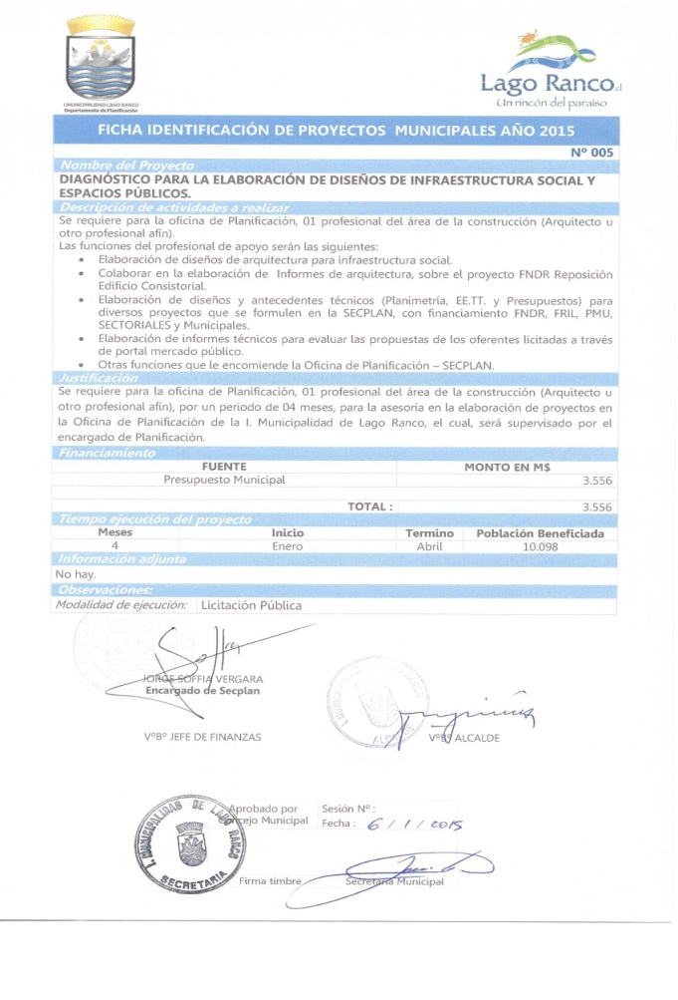 I.MUNICIPALIDAD LAGO RANCO
Departamento de Planificación
Lago Ranco.cl
Un rincón del paraíso
FICHA IDENTIFICACIÓN DE PROYECTOS MUNICIPALES AÑO 2015
Nº 005
Nombre del Proyecto
DIAGNÓSTICO PARA LA ELABORACIÓN DE DISEÑOS DE INFRAESTRUCTURA SOCIAL Y
ESPACIOS PÚBLICOS.
Descripción de actividades a realizar
Se requiere para la oficina de Planificación, 01 profesional del área de la construcción (Arquitecto u
otro profesional afín).
Las funciones del profesional de apoyo serán las siguientes:
• Elaboración de diseños de arquitectura para infraestructura social.
• Colaborar en la elaboración de Informes de arquitectura, sobre el proyecto FNDR Reposición
Edificio Consistorial.
• Elaboración de diseños y antecedentes técnicos (Planimetría, EE.TT. y Presupuestos) para
diversos proyectos que se formulen en la SECPLAN, con financiamiento FNDR, FRIL, PMU,
SECTORIALES y Municipales.
• Elaboración de informes técnicos para evaluar las propuestas de los oferentes licitadas a través
de portal mercado público.
• Otras funciones que le encomiende la Oficina de Planificación – SECPLAN.
Justificación
Se requiere para la oficina de Planificación, 01 profesional del área de la construcción (Arquitecto u
otro profesional afín), por un periodo de 04 meses, para la asesoría en la elaboración de proyectos en
la Oficina de Planificación de la I. Municipalidad de Lago Ranco, el cual, será supervisado por el
encargado de Planificación.
Financiamiento
FUENTE MONTO EN M$
Presupuesto Municipal 3.556
TOTAL : 3.556
Tiempo ejecución del proyecto
Meses Inicio Termino Población Beneficiada
4 Enero Abril 10.098
Información adjunta
No hay.
Observaciones:
Modalidad de ejecución: Licitación Pública
JORGE SOFFIA VERGARA
Encargado de Secplan
I. MUNICIPALIDAD LAGO RANCO
ALCALDE
VºBº JEFE DE FINANZAS
VºBº ALCALDE
I. MUNICIPALIDAD DE LAGO RANCO
SECRETARIA
Aprobado por Sesión Nº :
Concejo Municipal Fecha : 6 / 1 / 2015
Firma timbre Secretaria Municipal